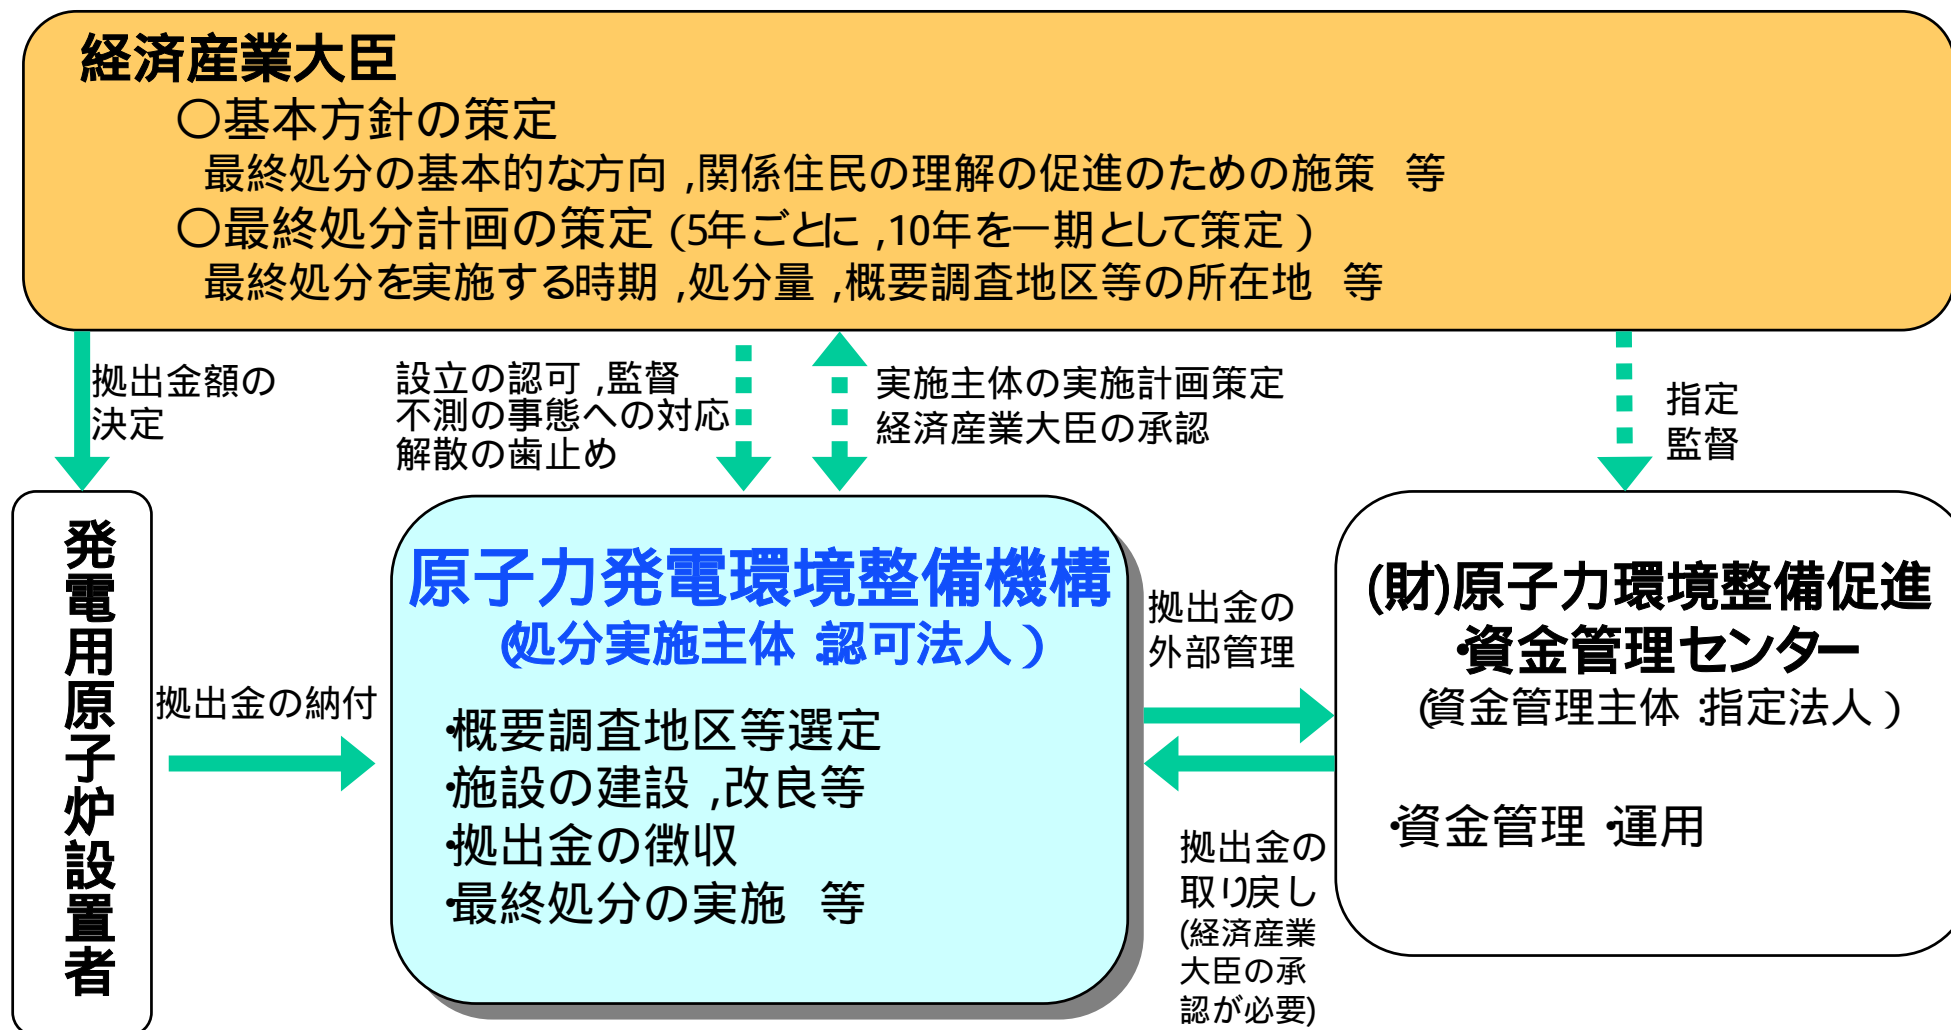 経済産業大臣
〇基本方針の策定
最終処分の基本的な方向,関係住民の理解の促進のための施策 等
〇最終処分計画の策定(5年ごとに,10年を一期として策定)
最終処分を実施する時期,処分量,概要調査地区等の所在地 等
拠出金額の
決定
設立の認可,監督
不測の事態への対応
解散の歯止め
実施主体の実施計画策定
経済産業大臣の承認
指定
監督
発電用原子炉設置者
拠出金の納付
原子力発電環境整備機構
(処分実施主体:認可法人)
・概要調査地区等選定
・施設の建設,改良等
・拠出金の徴収
・最終処分の実施 等
拠出金の
外部管理
拠出金の
取り戻し
(経済産業
大臣の承
認が必要)
(財)原子力環境整備促進
・資金管理センター
(資金管理主体:指定法人)
・資金管理・運用